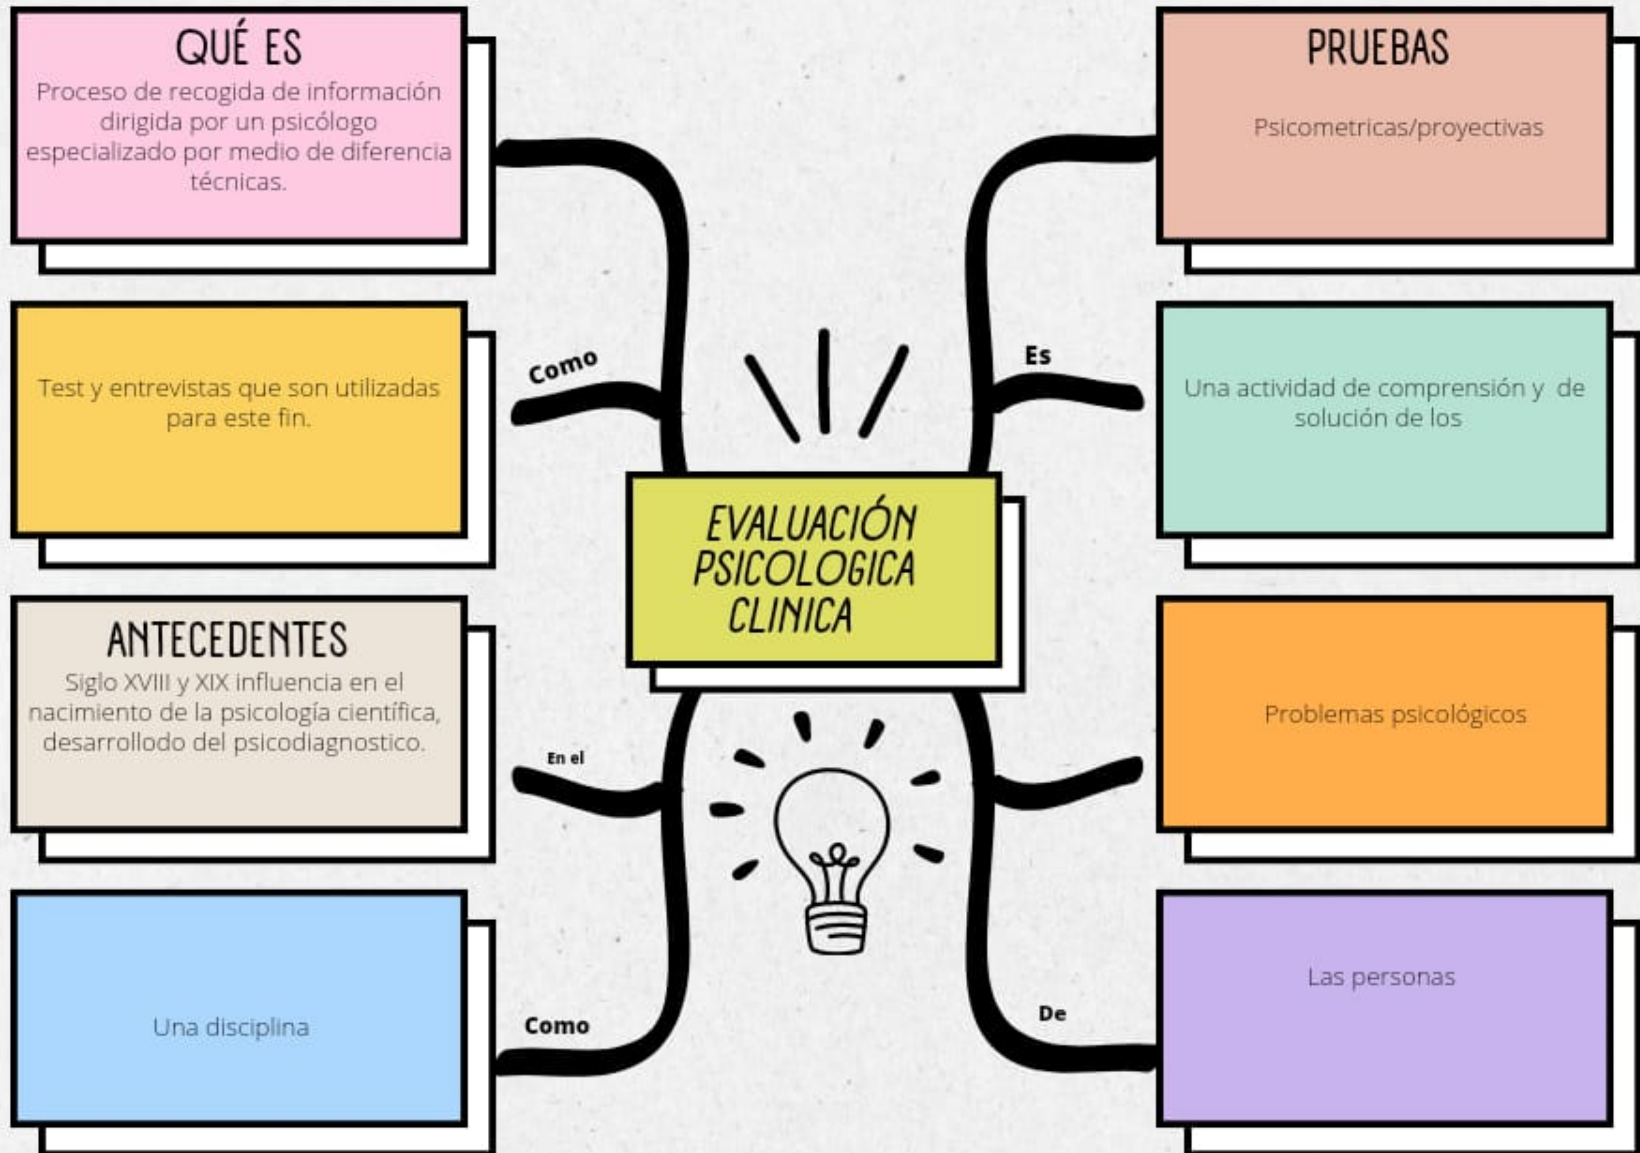 QUÉ ES
Proceso de recogida de información
dirigida por un psicólogo
especializado por medio de diferencia
técnicas.
Como
Test y entrevistas que son utilizadas
para este fin.
ANTECEDENTES
Siglo XVIII y XIX influencia en el
nacimiento de la psicología científica,
desarrollodo del psicodiagnostico.
En el
Una disciplina
Como
EVALUACIÓN
PSICOLOGICA
CLINICA
PRUEBAS
Psicometricas/proyectivas
Es
Una actividad de comprensión y  de
solución de los
Problemas psicológicos
De
Las personas